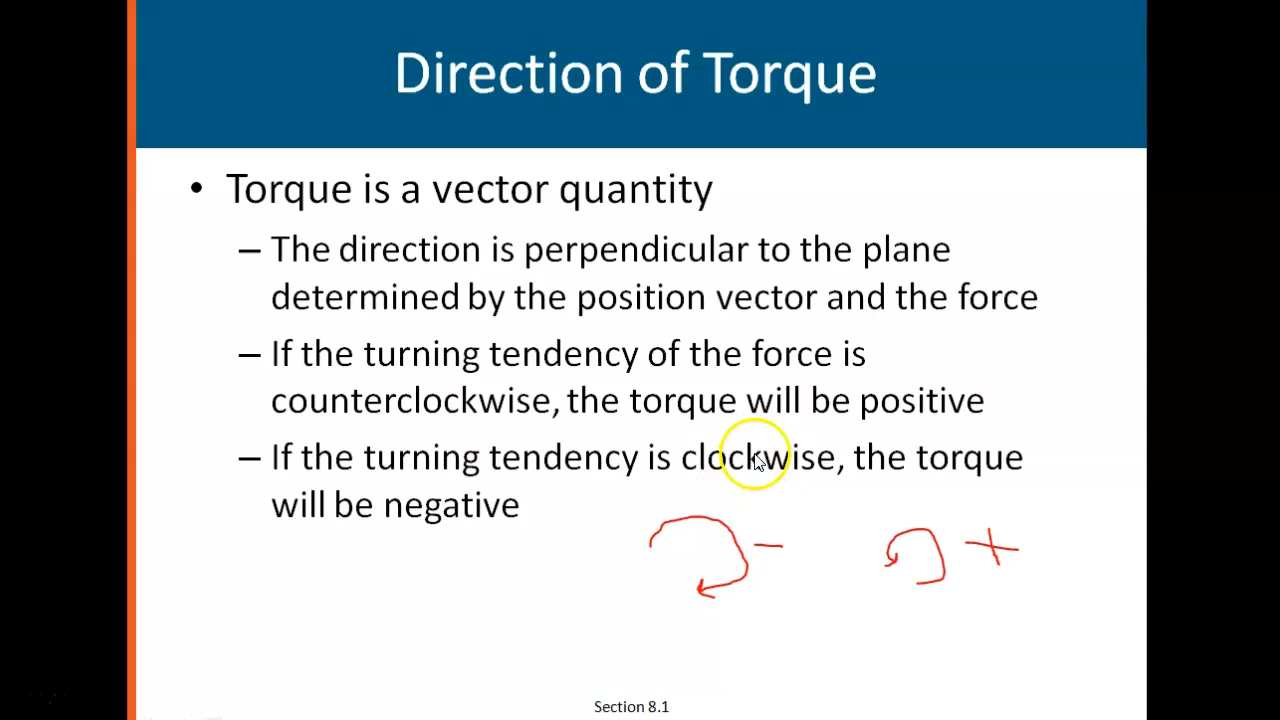 Direction of Torque
• Torque is a vector quantity
– The direction is perpendicular to the plane
determined by the position vector and the force
– If the turning tendency of the force is
counterclockwise, the torque will be positive
– If the turning tendency is clockwise, the torque
will be negative
− +
Section 8.1